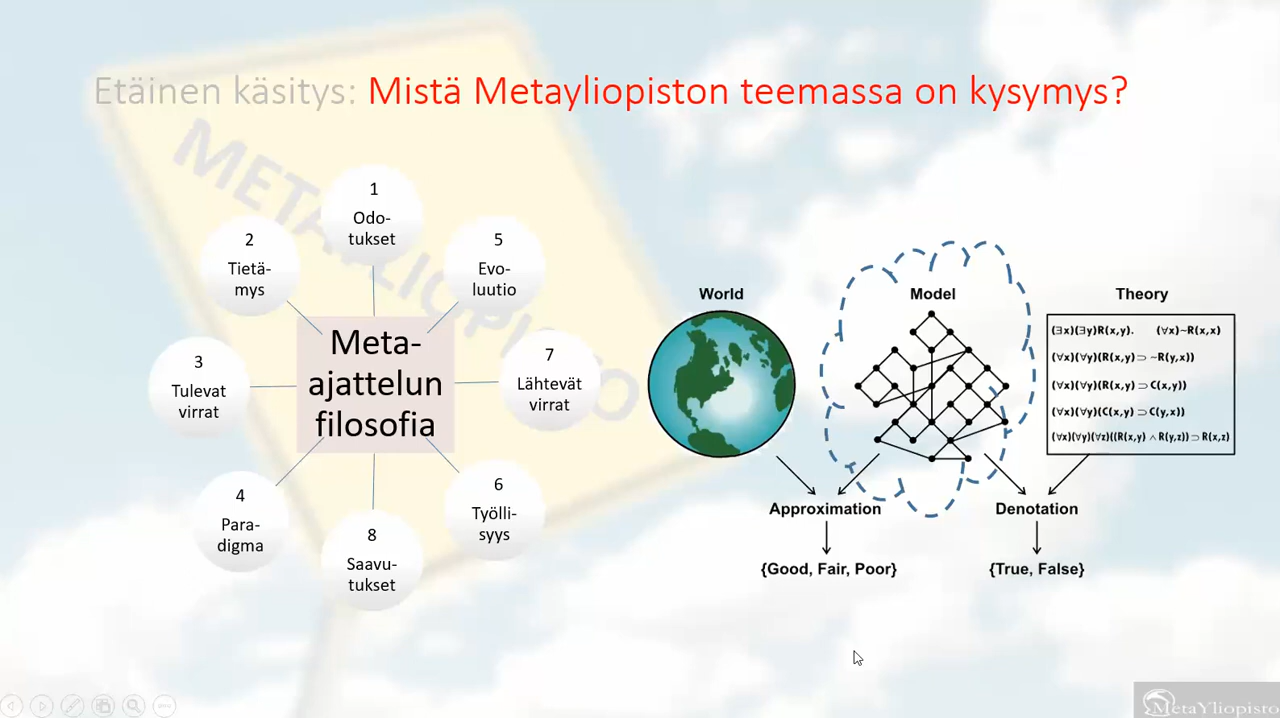 Etäinen käsitys: Mistä Metayliopiston teemassa on kysymys?
METAYLIOPISTO
1
Odo-
tukset
2
Tietä-
mys
5
Evo-
luutio
3
Tulevat
virrat
Meta-
ajattelun
filosofia
7
Lähtevät
virrat
4
Para-
digma
6
Työlli-
syys
8
Saavu-
tukset
World
Model
Theory
(∃x)(∃y)R(x,y). (∀x)~R(x,x)
(∀x)(∀y)(R(x,y)⊃ ~R(y,x))
(∀x)(∀y)(R(x,y)⊃C(x,y))
(∀x)(∀y)(C(x,y)⊃C(y,x))
(∀x)(∀y)(∀z)((R(x,y) ∧ R(y,z))⊃R(x,z)
Approximation
Denotation
{Good, Fair, Poor}
{True, False}
MetaYliopisto